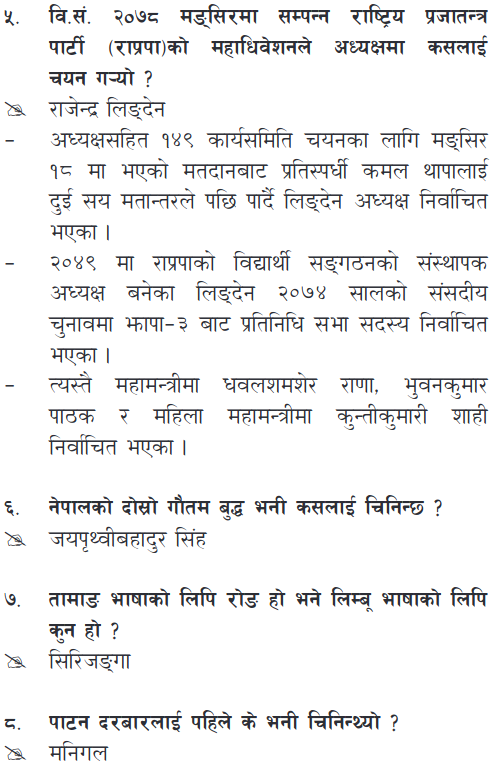 ५. वि.सं. २०७८ मङ्सिरमा सम्पन्न राष्ट्रिय प्रजातन्त्र
पार्टी (राप्रपा)को महाधिवेशनले अध्यक्षमा कसलाई
चयन गऱ्यो ?
राजेन्द्र लिङ्देन
– अध्यक्षसहित १४९ कार्यसमिति चयनका लागि मङ्सिर
१८ मा भएको मतदानबाट प्रतिस्पर्धी कमल थापालाई
दुई सय मतान्तरले पछि पार्दै लिङ्देन अध्यक्ष निर्वाचित
भएका ।
– २०४९ मा राप्रपाको विद्यार्थी सङ्गठनको संस्थापक
अध्यक्ष बनेका लिङ्देन २०७४ सालको संसदीय
चुनावमा झापा-३ बाट प्रतिनिधि सभा सदस्य निर्वाचित
भएका ।
– त्यस्तै महामन्त्रीमा धवलशमशेर राणा, भुवनकुमार
पाठक र महिला महामन्त्रीमा कुन्तीकुमारी शाही
निर्वाचित भएका ।
६. नेपालको दोस्रो गौतम बुद्ध भनी कसलाई चिनिन्छ ?
जयपृथ्वीबहादुर सिंह
७. तामाङ भाषाको लिपि रोङ हो भने लिम्बू भाषाको लिपि
कुन हो ?
सिरिजङ्गा
८. पाटन दरबारलाई पहिले के भनी चिनिन्थ्यो ?
मनिगल